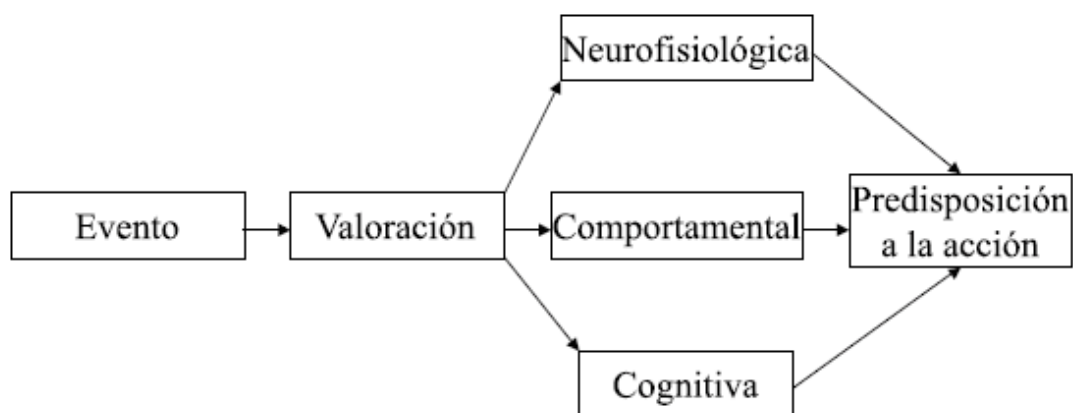 Neurofisiológica
Evento
Valoración
Comportamental
Predisposición
a la acción
Cognitiva